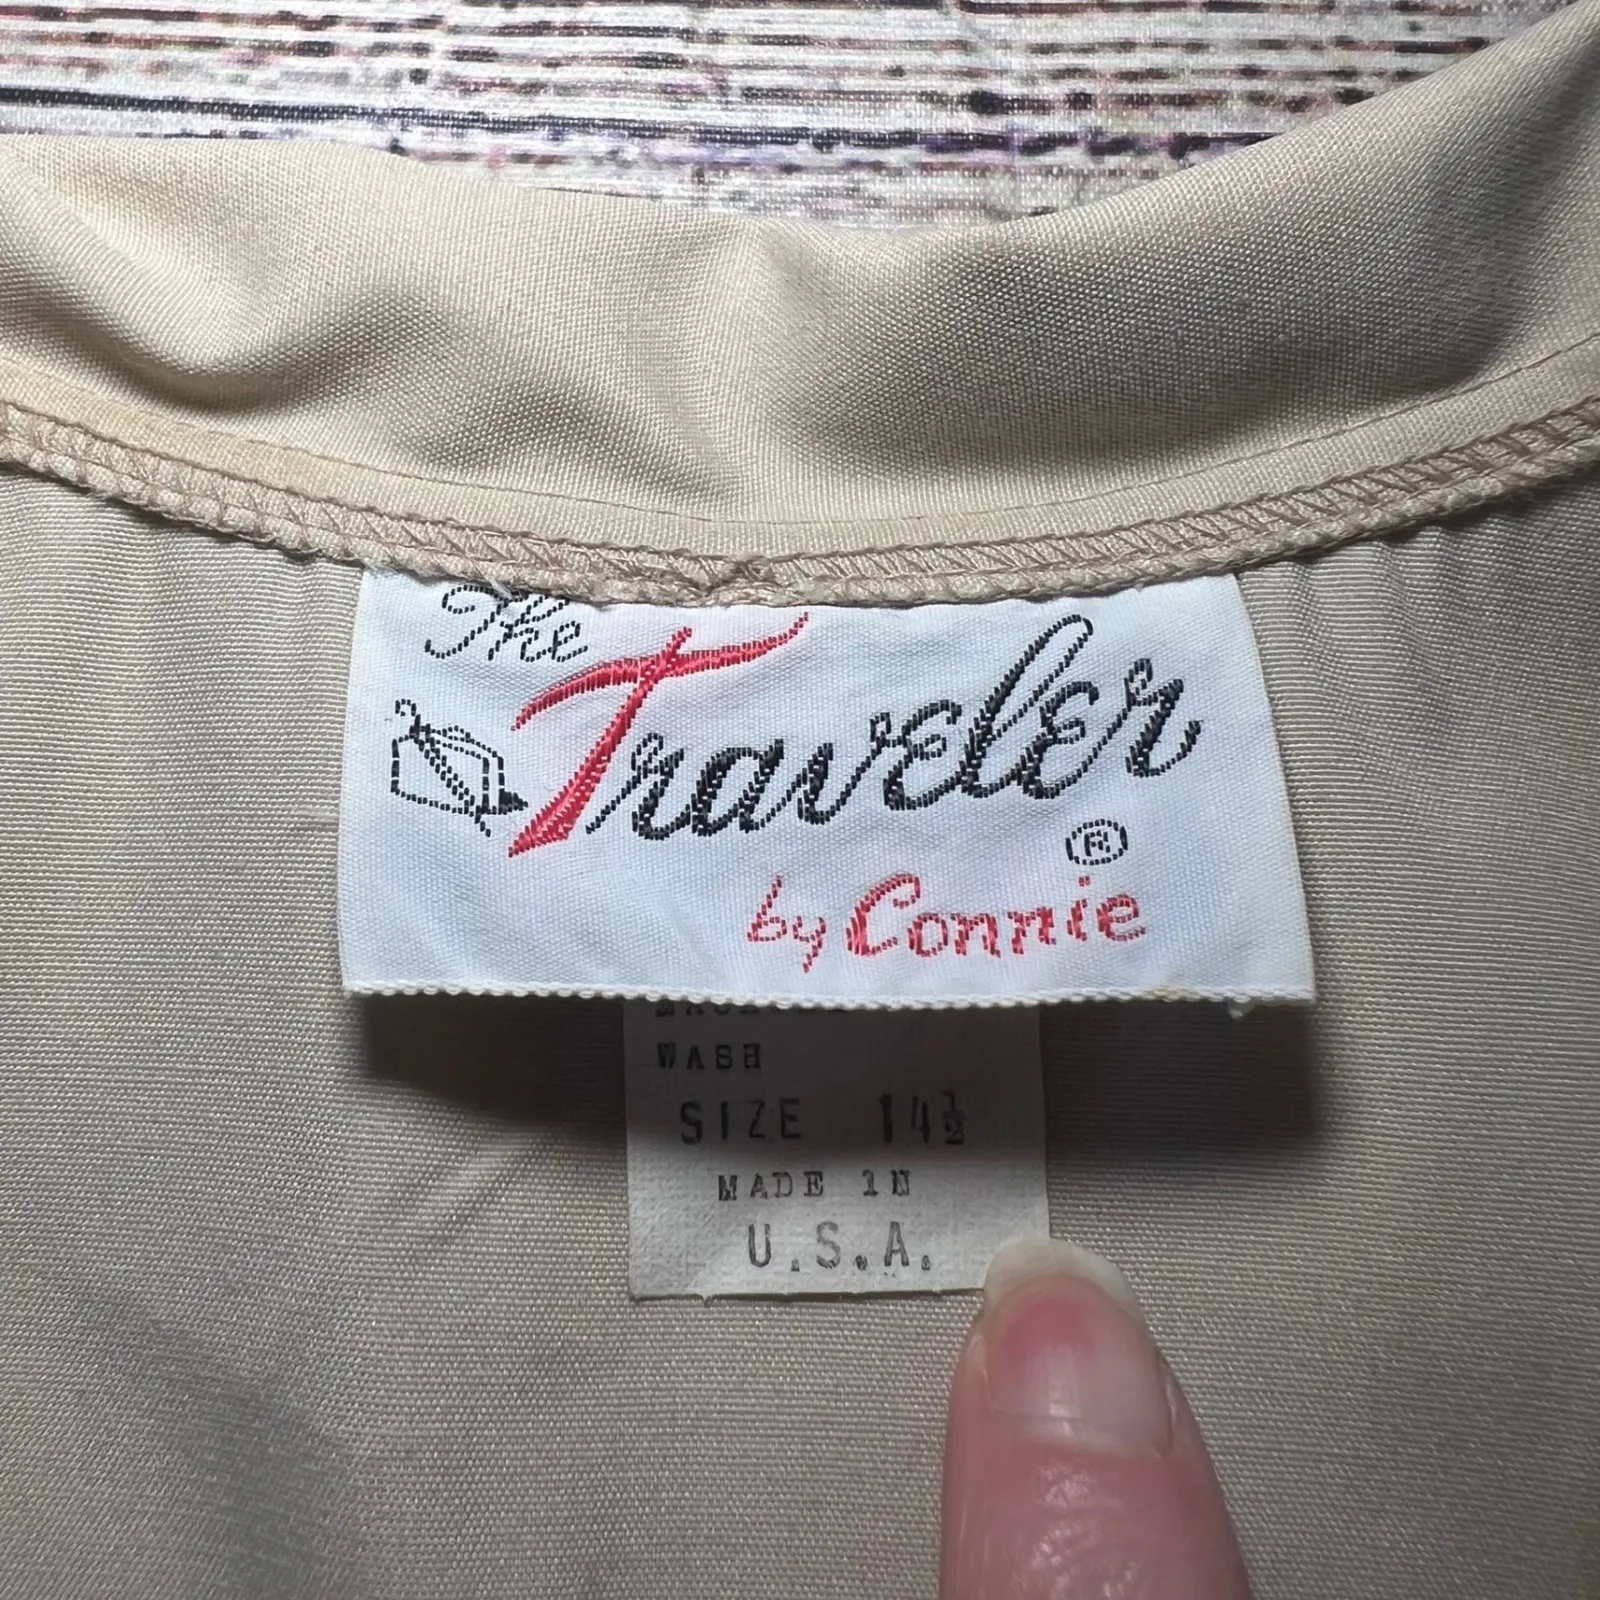 The
Traveler
®
by Connie
WASH
SIZE 14½
MADE IN
U.S.A.